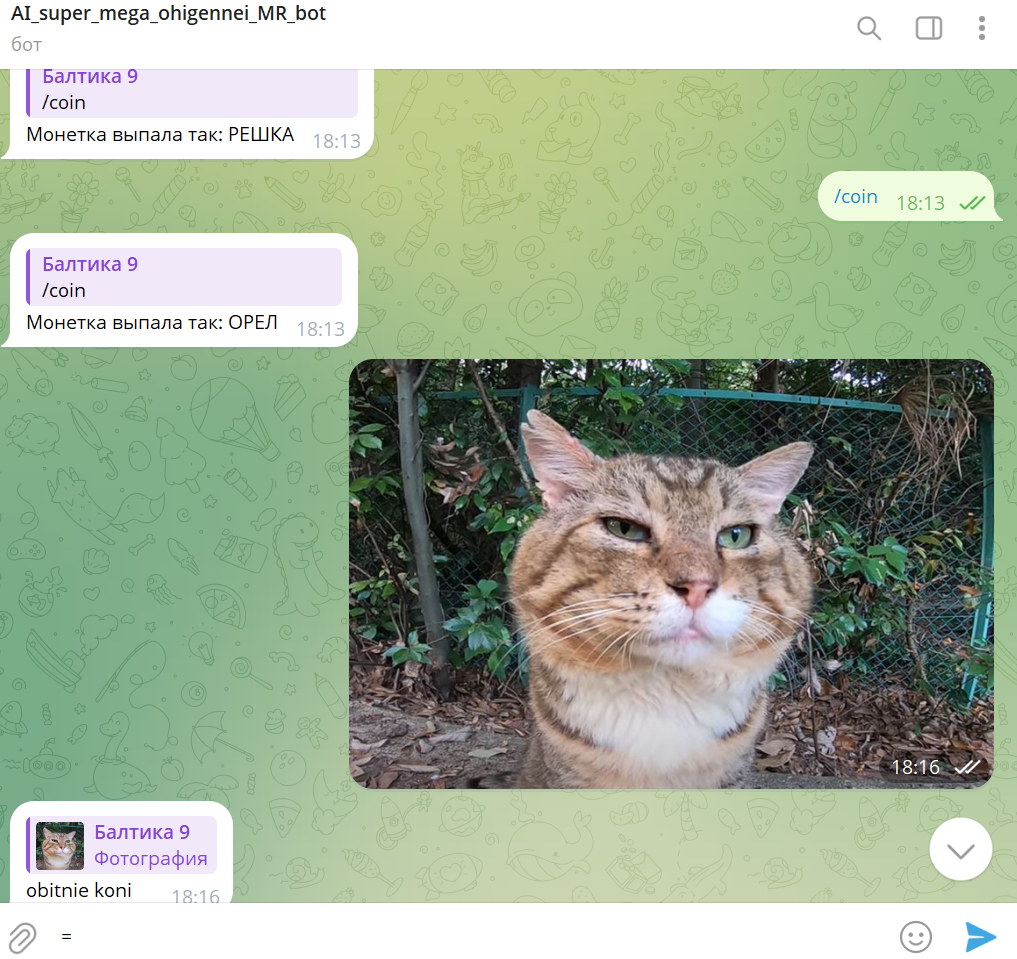 AI_super_mega_ohigennei_MR_bot
бот
Балтика 9
/coin
Монетка выпала так: РЕШКА 18:13
/coin 18:13
Балтика 9
/coin
Монетка выпала так: ОРЕЛ 18:13
18:16
Балтика 9
Фотография
obitnie koni 18:16
=